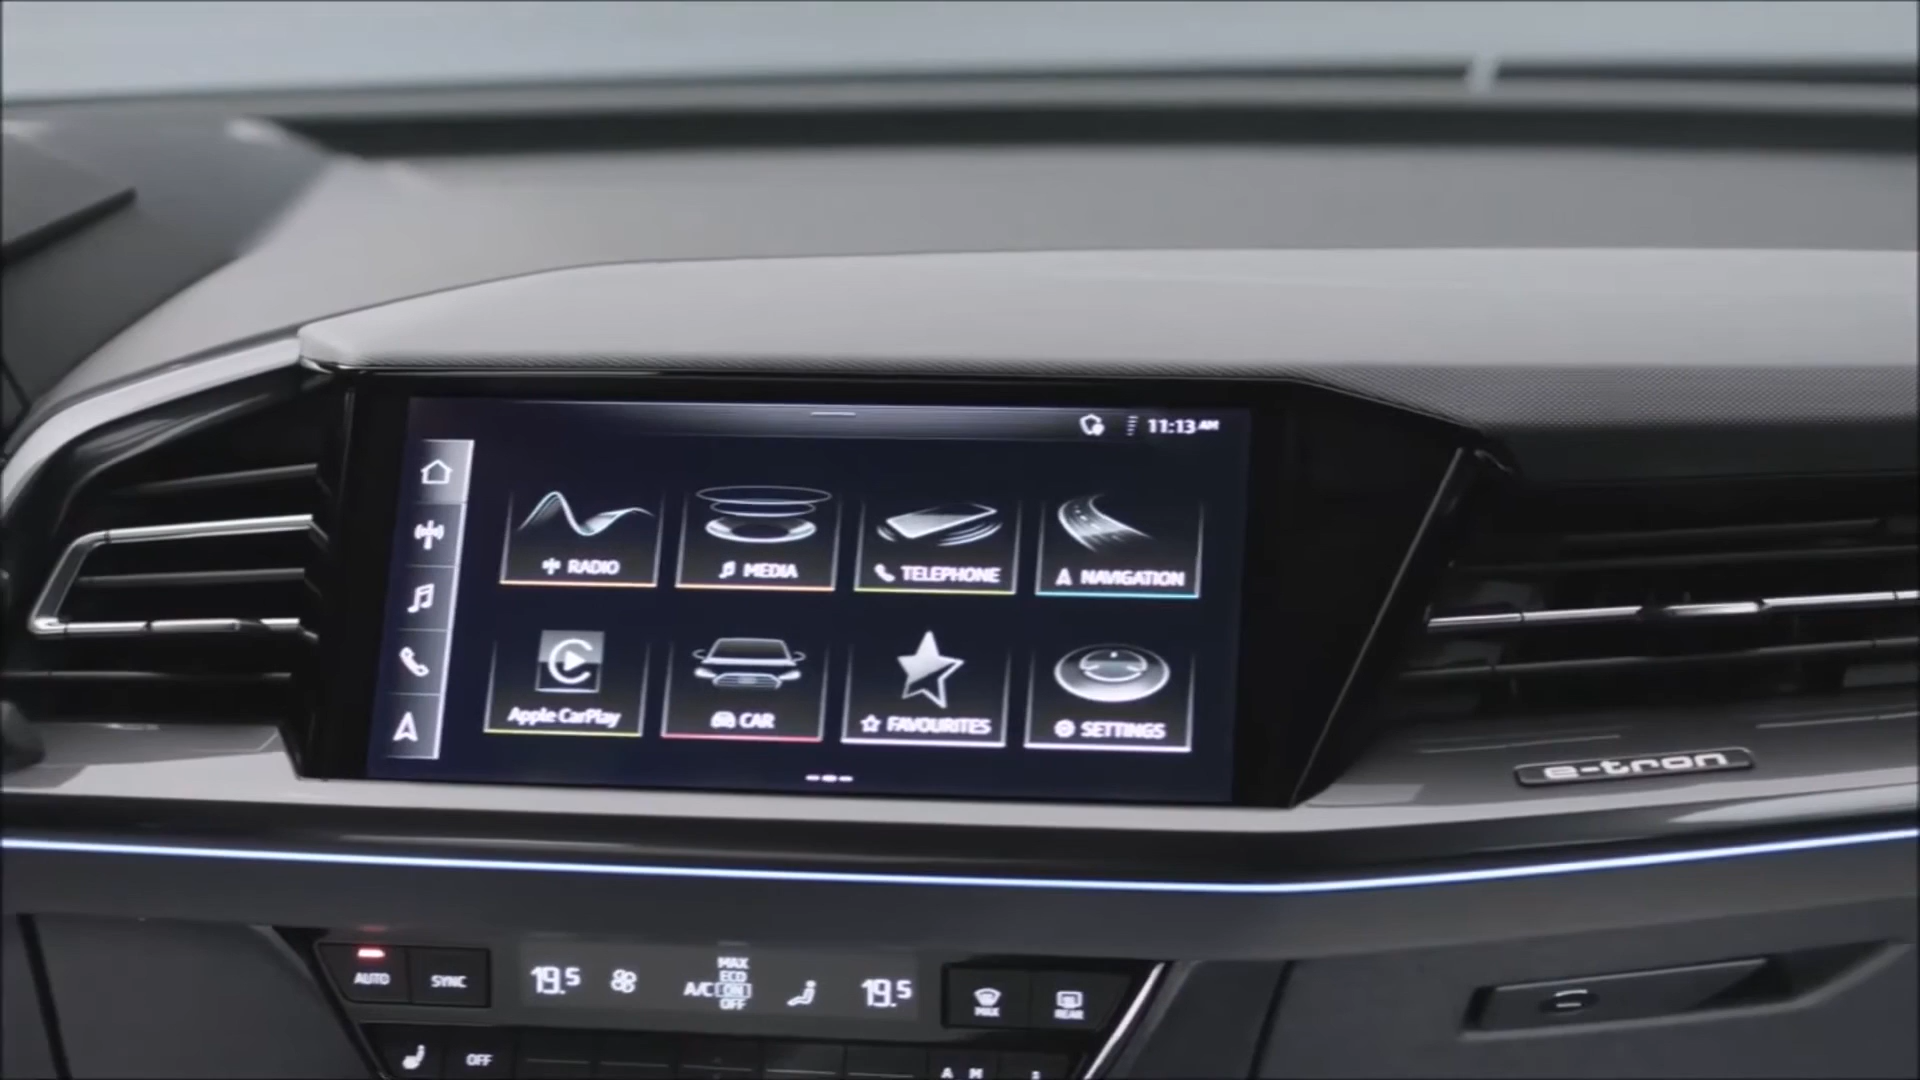 11:13 AM
RADIO
MEDIA
TELEPHONE
NAVIGATION
Apple CarPlay
CAR
FAVOURITES
SETTINGS
e-tron
AUTO
SYNC
19.5
A/C
MAX
ECO
ON
OFF
19.5
MAX
REAR
OFF
A M